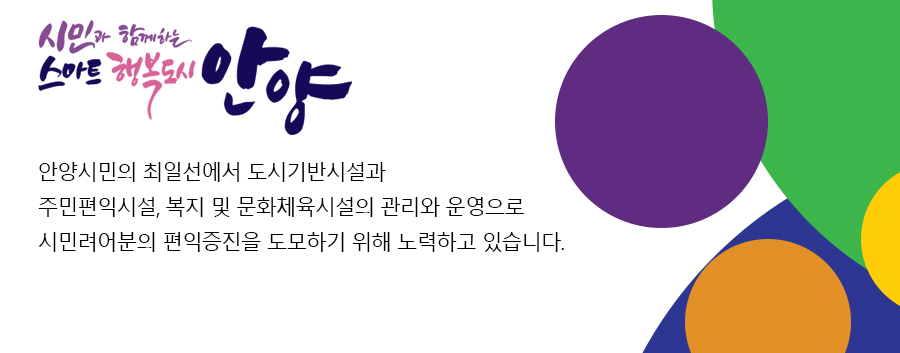 시민과 함께하는
스마트 행복도시 안양
안양시민의 최일선에서 도시기반시설과
주민편익시설, 복지 및 문화체육시설의 관리와 운영으로
시민려어분의 편익증진을 도모하기 위해 노력하고 있습니다.